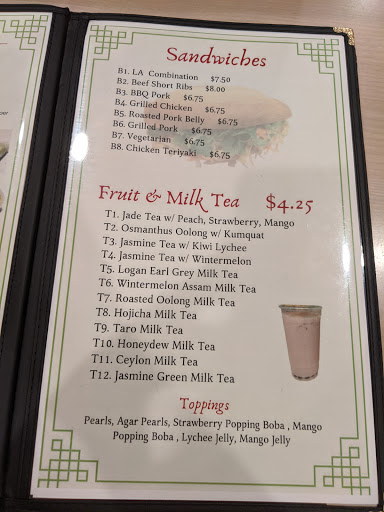 Sandwiches
B1. LA Combination $7.50
B2. Beef Short Ribs $8.00
B3. BBQ Pork $6.75
B4. Grilled Chicken $6.75
B5. Roasted Pork Belly $6.75
B6. Grilled Pork $6.75
B7. Vegetarian $6.75
B8. Chicken Teriyaki $6.75
Fruit & Milk Tea $4.25
T1. Jade Tea w/ Peach, Strawberry, Mango
T2. Osmanthus Oolong w/ Kumquat
T3. Jasmine Tea w/ Kiwi Lychee
T4. Jasmine Tea w/ Wintermelon
T5. Logan Earl Grey Milk Tea
T6. Wintermelon Assam Milk Tea
T7. Roasted Oolong Milk Tea
T8. Hojicha Milk Tea
T9. Taro Milk Tea
T10. Honeydew Milk Tea
T11. Ceylon Milk Tea
T12. Jasmine Green Milk Tea
Toppings
Pearls, Agar Pearls, Strawberry Popping Boba , Mango
Popping Boba , Lychee Jelly, Mango Jelly